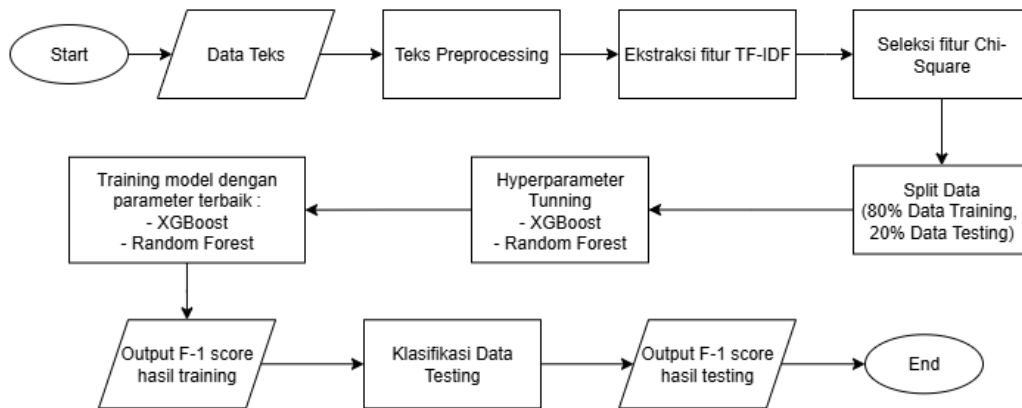 Start
Data Teks
Teks Preprocessing
Ekstraksi fitur TF-IDF
Seleksi fitur Chi-
Square
Split Data
(80% Data Training,
20% Data Testing)
Hyperparameter
Tunning
- XGBoost
- Random Forest
Training model dengan
parameter terbaik :
- XGBoost
- Random Forest
Output F-1 score
hasil training
Klasifikasi Data
Testing
Output F-1 score
hasil testing
End